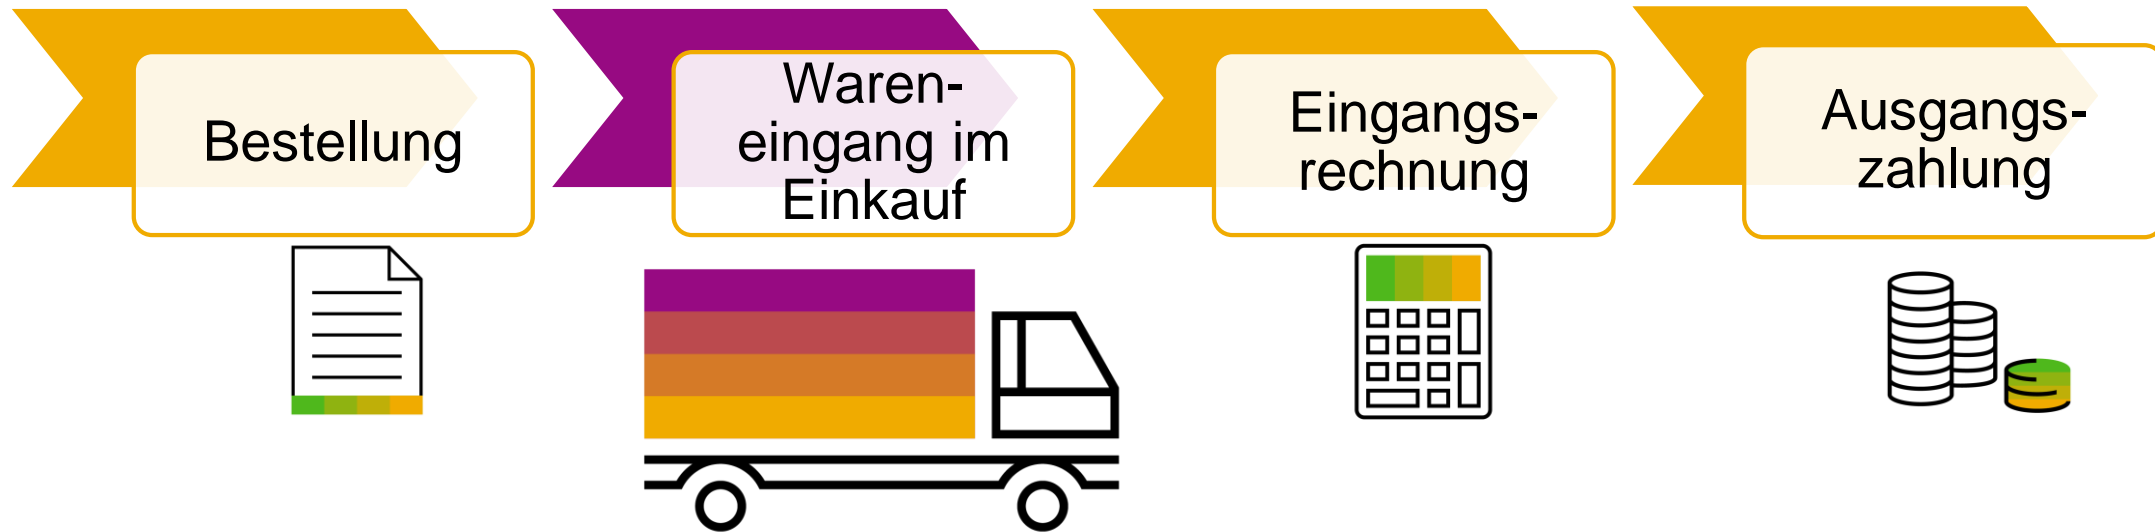 Bestellung
Waren-
eingang im
Einkauf
Eingangs-
rechnung
Ausgangs-
zahlung